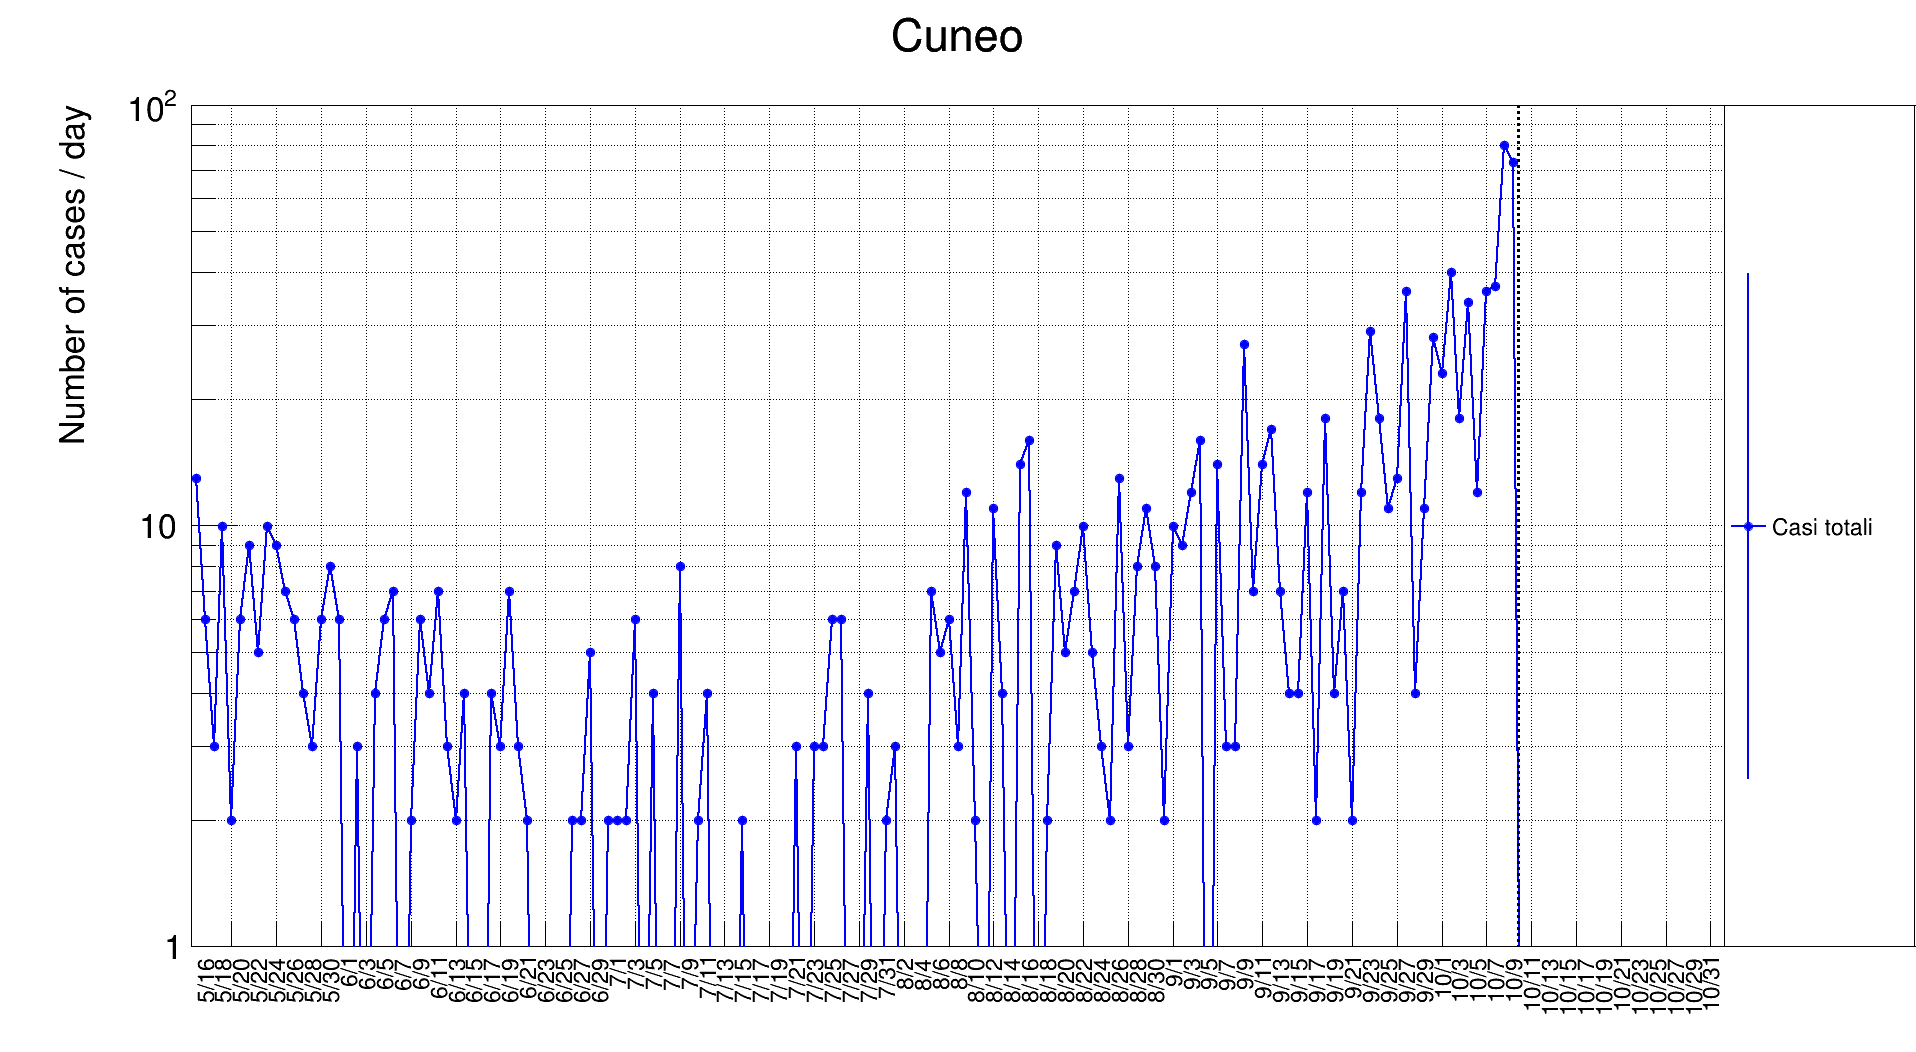 Cuneo
Number of cases / day
10²
10
1
Casi totali
5/16 5/18 5/20 5/22 5/24 5/26 5/28 5/30 6/1 6/3 6/5 6/7 6/9 6/11 6/13 6/15 6/17 6/19 6/21 6/23 6/25 6/27 6/29 7/1 7/3 7/5 7/7 7/9 7/11 7/13 7/15 7/17 7/19 7/21 7/23 7/25 7/27 7/29 7/31 8/2 8/4 8/6 8/8 8/10 8/12 8/14 8/16 8/18 8/20 8/22 8/24 8/26 8/28 8/30 9/1 9/3 9/5 9/7 9/9 9/11 9/13 9/15 9/17 9/19 9/21 9/23 9/25 9/27 9/29 10/1 10/3 10/5 10/7 10/9 10/11 10/13 10/15 10/17 10/19 10/21 10/23 10/25 10/27 10/29 10/31